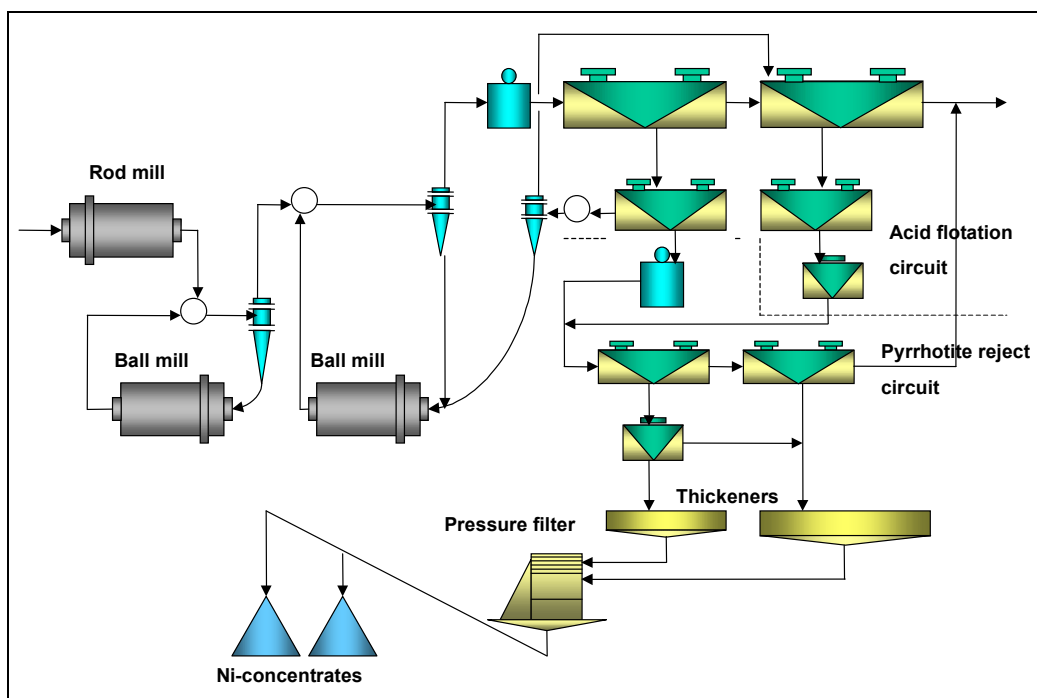 Rod mill
Acid flotation
circuit
Ball mill
Ball mill
Pyrrhotite reject
circuit
Thickeners
Pressure filter
Ni-concentrates